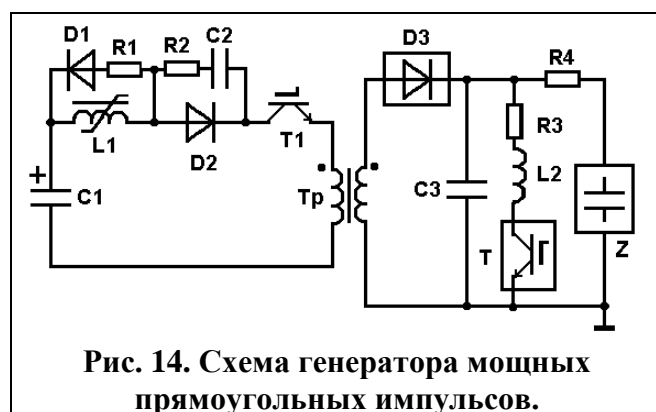 D1 R1 R2 C2
D3
R4
L1
D2
T1
R3
L2
+
C1
Тр
C3
T
Z
Рис. 14. Схема генератора мощных
прямоугольных импульсов.